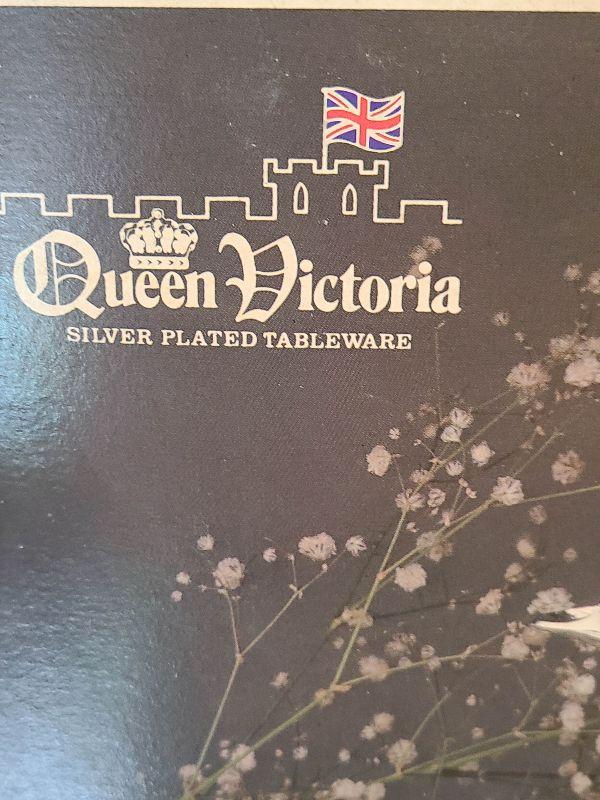 Queen Victoria
SILVER PLATED TABLEWARE